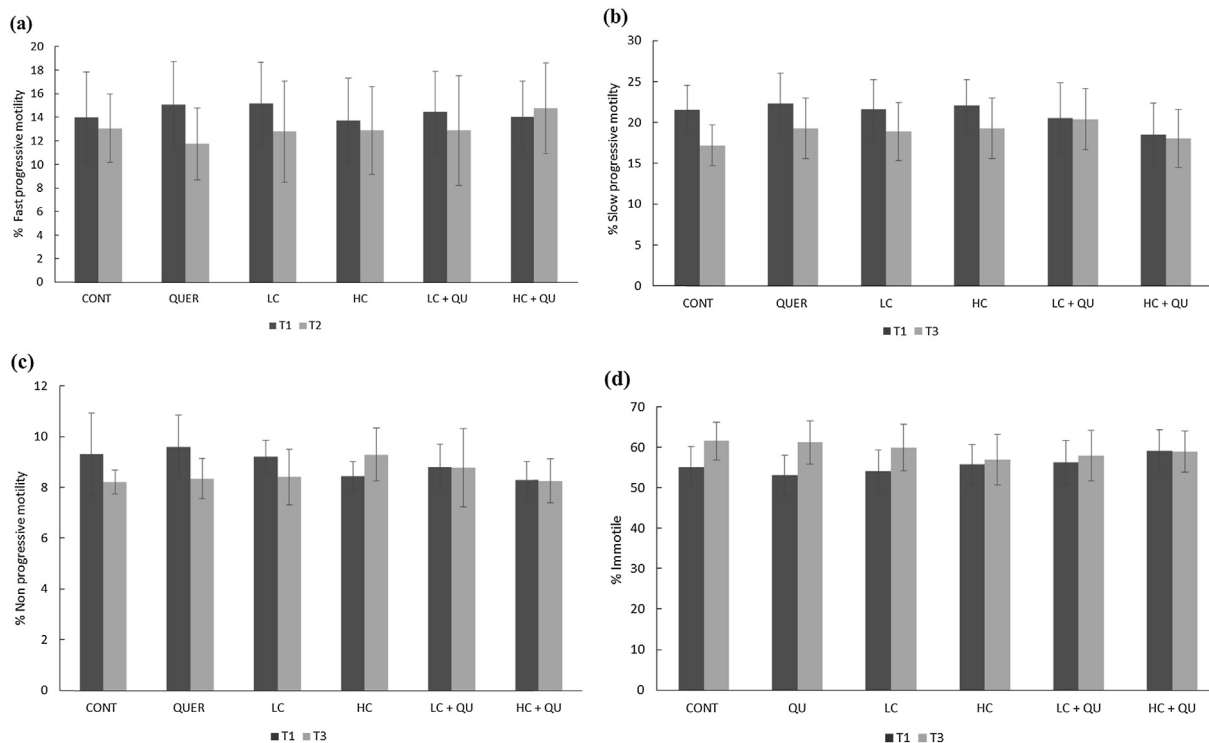 (a)
% Fast progressive motility
20
18
16
14
12
10
8
6
4
2
0
CONT QUER LC HC LC + QU HC + QU
T1 T2
(b)
% Slow progressive motilty
30
25
20
15
10
5
0
CONT QUER LC HC LC + QU HC + QU
T1 T3
(c)
% Non progressive motility
12
10
8
6
4
2
0
CONT QUER LC HC LC + QU HC + QU
T1 T3
(d)
% Immotile
70
60
50
40
30
20
10
0
CONT QU LC HC LC + QU HC + QU
T1 T3